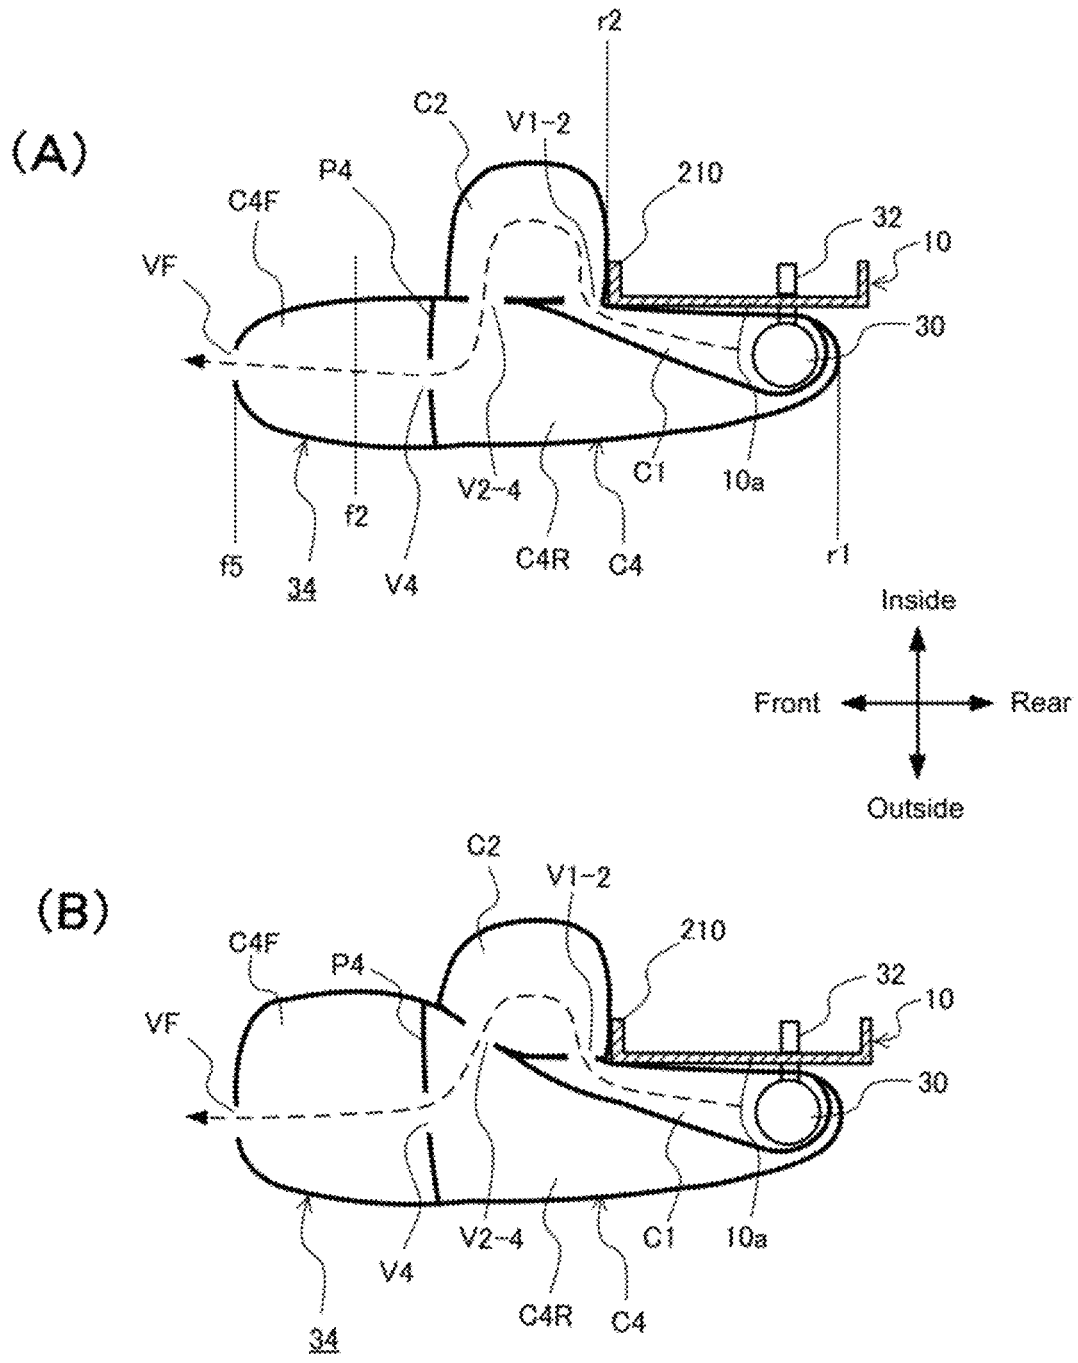 r2
C2
V1-2
(A)
P4
210
C4F
32
10
VF
30
C1
10a
V2-4
f2
C4R
C4
r1
f5
34
V4
Inside
Front
Rear
Outside
C2
V1-2
(B)
210
C4F
P4
32
10
VF
30
V2-4
C1
10a
V4
C4R
C4
34